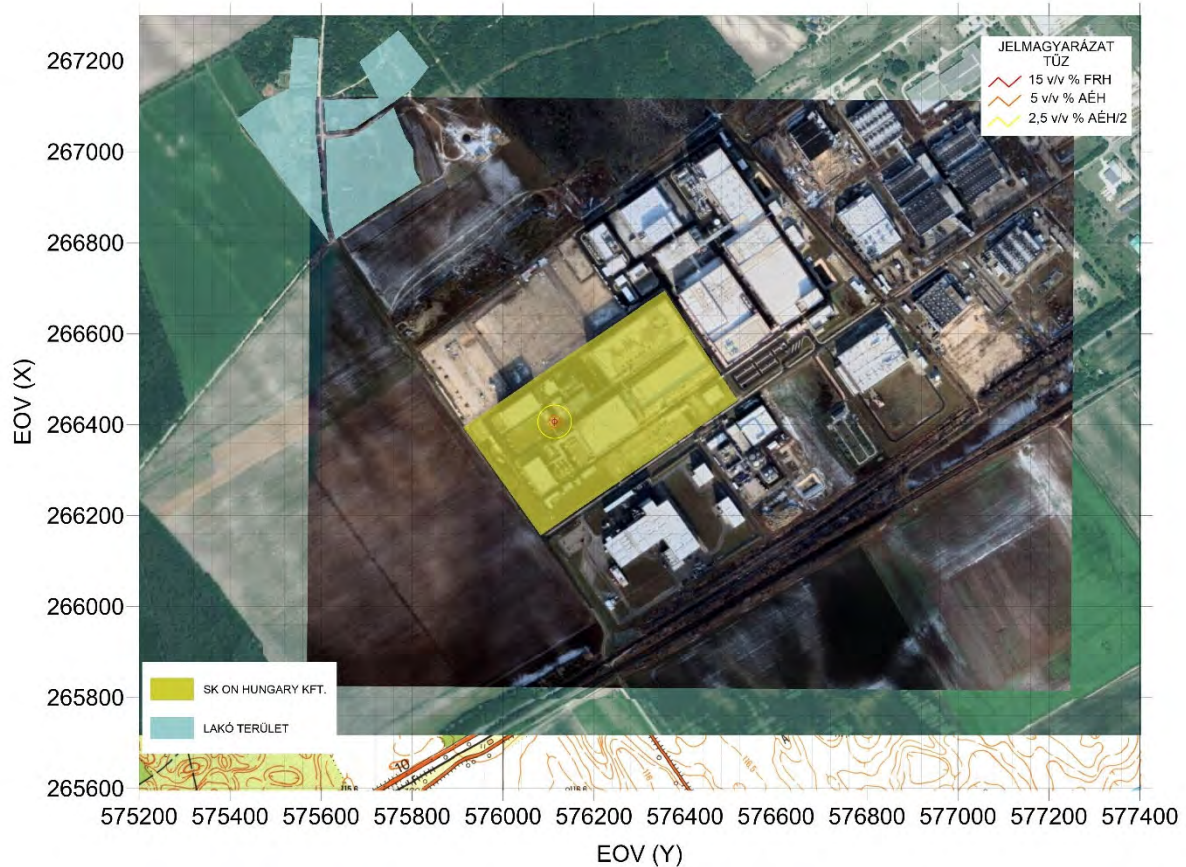 267200
267000
266800
266600
266400
266200
266000
265800
265600
EOV (X)
JELMAGYARÁZAT
TŰZ
15 v/v % FRH
5 v/v % AÉH
2,5 v/v % AÉH/2
SK ON HUNGARY KFT.
LAKÓ TERÜLET
10
575200 575400 575600 575800 576000 576200 576400 576600 576800 577000 577200 577400
EOV (Y)